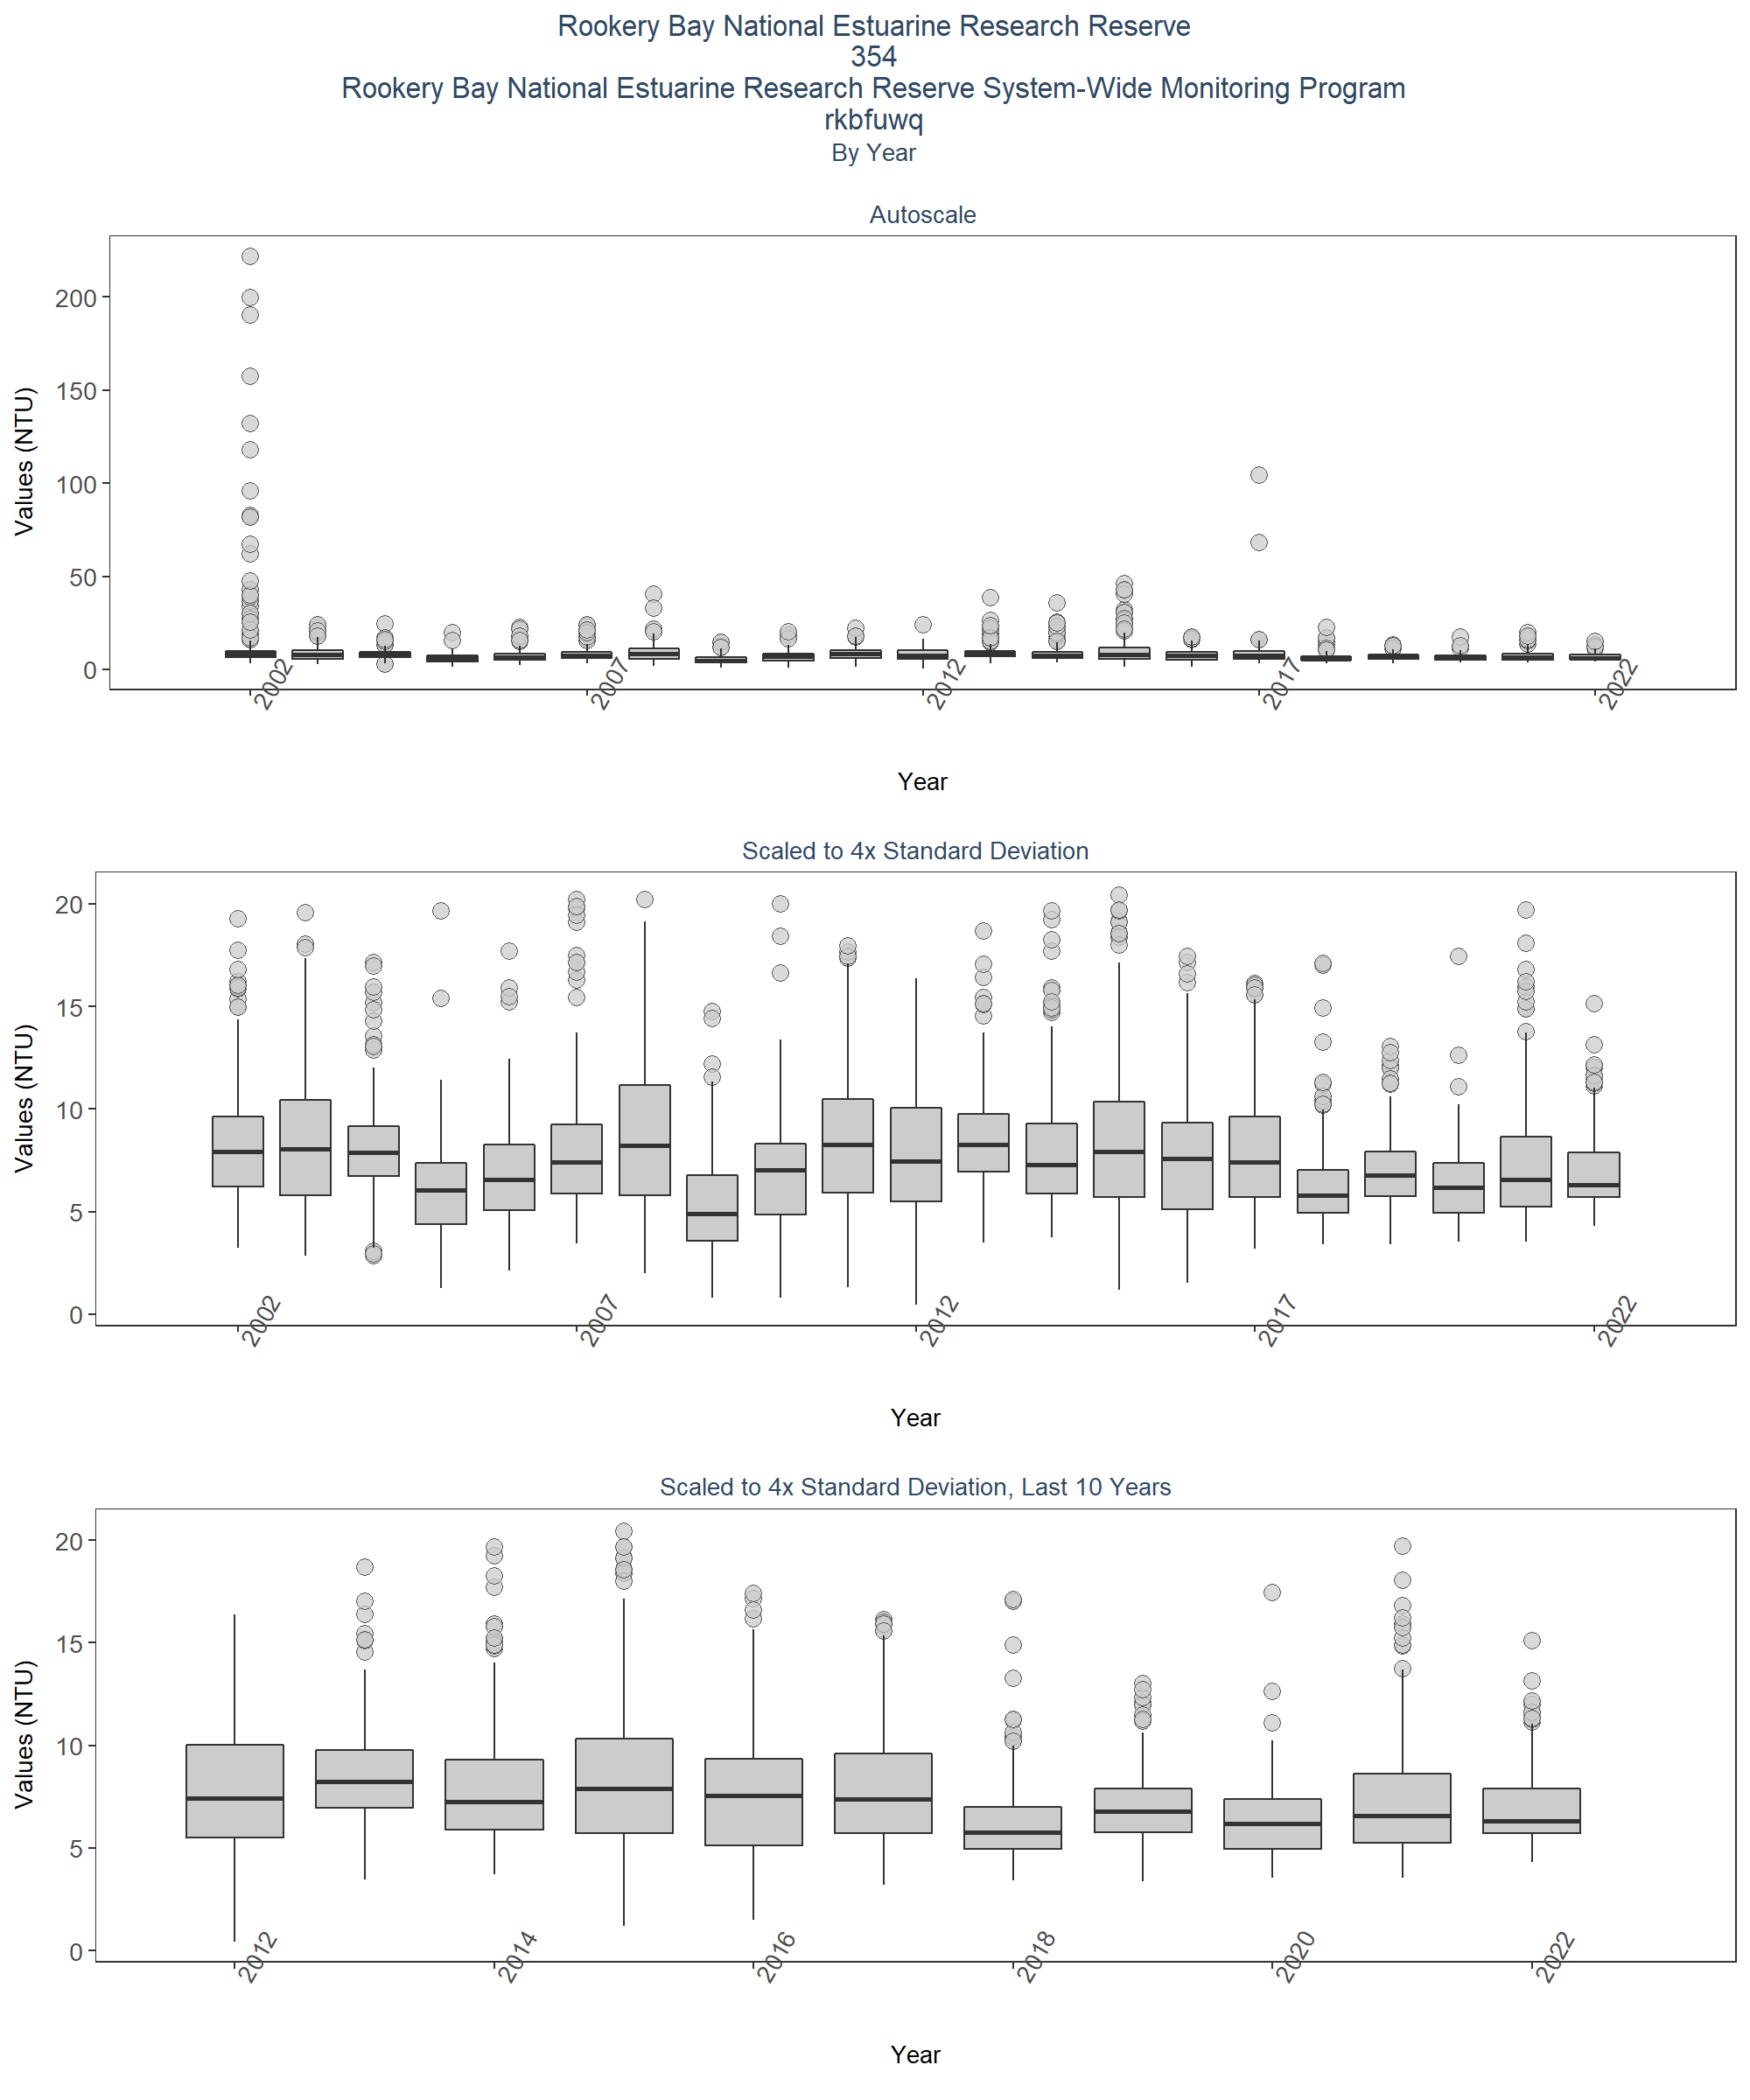 Rookery Bay National Estuarine Research Reserve
354
Rookery Bay National Estuarine Research Reserve System-Wide Monitoring Program
rkbfuwq
By Year
Autoscale
Values (NTU)
200
150
100
50
0
2002
2007
2012
2017
2022
Year
Scaled to 4x Standard Deviation
Values (NTU)
20
15
10
5
0
2002
2007
2012
2017
2022
Year
Scaled to 4x Standard Deviation, Last 10 Years
Values (NTU)
20
15
10
5
0
2012
2014
2016
2018
2020
2022
Year